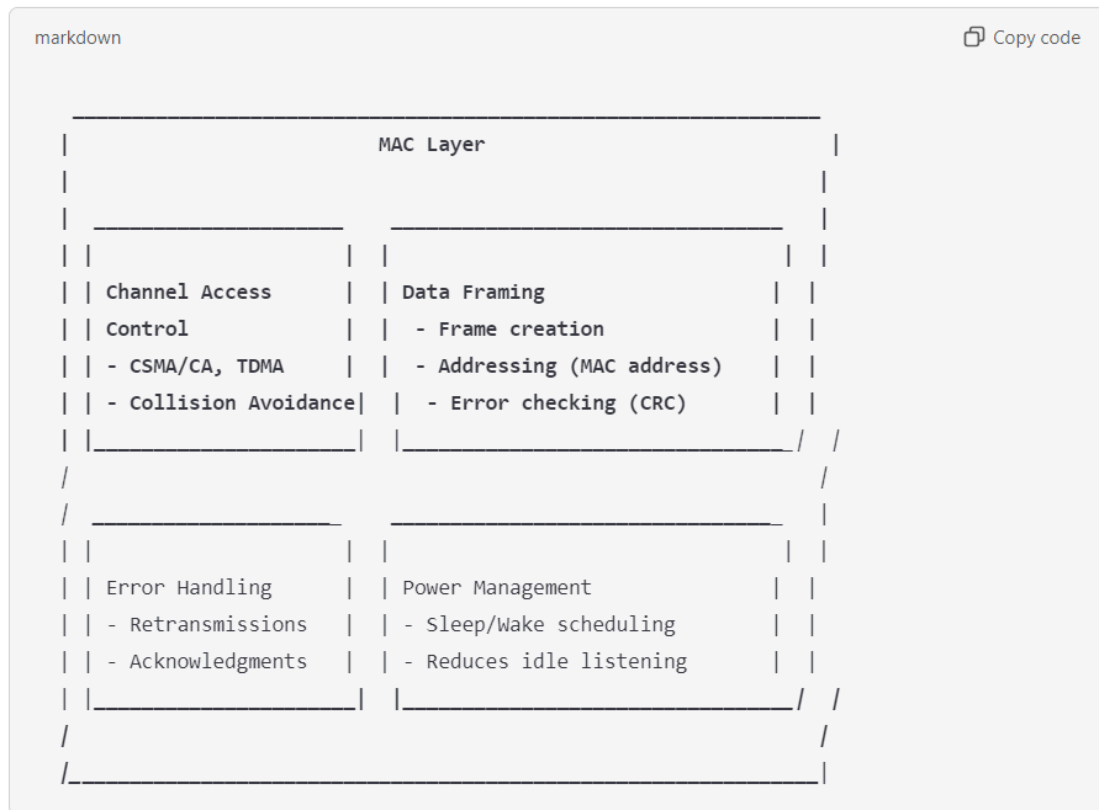 markdown
Copy code
MAC Layer
Channel Access
Control
- CSMA/CA, TDMA
- Collision Avoidance
Data Framing
- Frame creation
- Addressing (MAC address)
- Error checking (CRC)
Error Handling
- Retransmissions
- Acknowledgments
Power Management
- Sleep/Wake scheduling
- Reduces idle listening